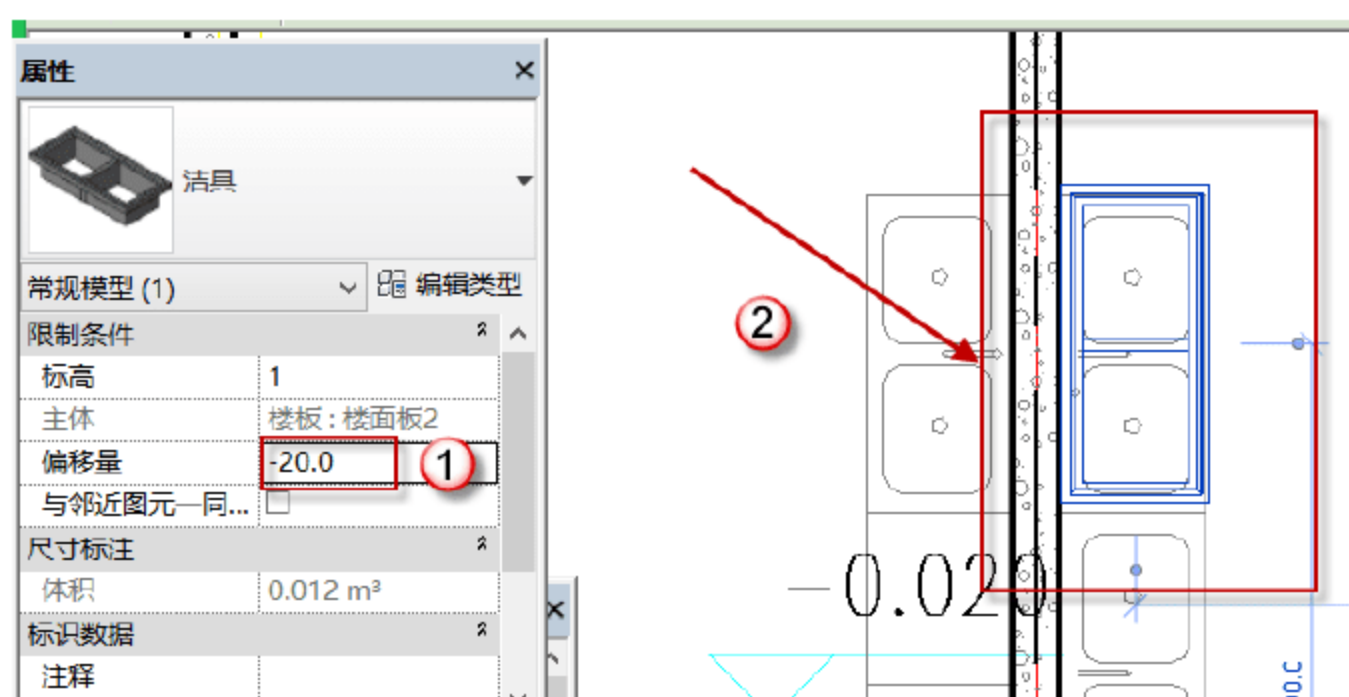 属性
洁具
常规模型 (1)
编辑类型
限制条件
标高 1
主体 楼板 : 楼面板2
偏移量 -20.0
1
与邻近图元一同...
尺寸标注
体积 0.012 m³
标识数据
注释
2
-0.020